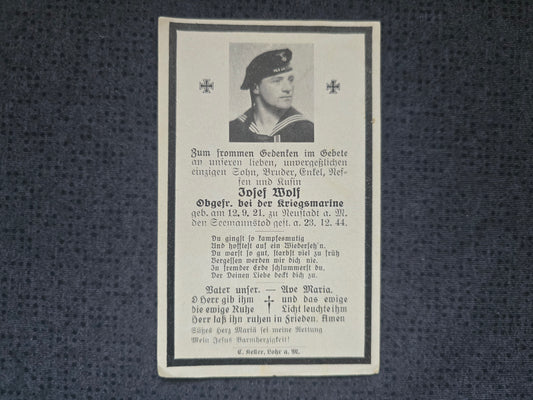 Zum frommen Gedenken im Gebete
an unseren lieben, unvergeßlichen
einzigen Sohn, Bruder, Enkel, Nef-
fen und Kusin
Josef Wolf
Obgefr. bei der Kriegsmarine
geb. am 12. 9. 21. zu Neustadt a. M.
den Seemannstod gest. a. 23. 12. 44.
Du gingst so kampfesmutig
Und hofftest auf ein Wiederseh'n.
Du warst so gut, starbst viel zu früh
Vergessen werden wir dich nie.
In fremder Erde schlummerst du.
Der Deinen Liebe deckt dich zu.
Vater unser. — Ave Maria.
O Herr gib ihm und das ewige
die ewige Ruhe Licht leuchte ihm
Herr laß ihn ruhen in Frieden. Amen
Süßes Herz Mariä sei meine Rettung
Mein Jesus Barmherzigkeit!
C. Keller, Lohr a. M.